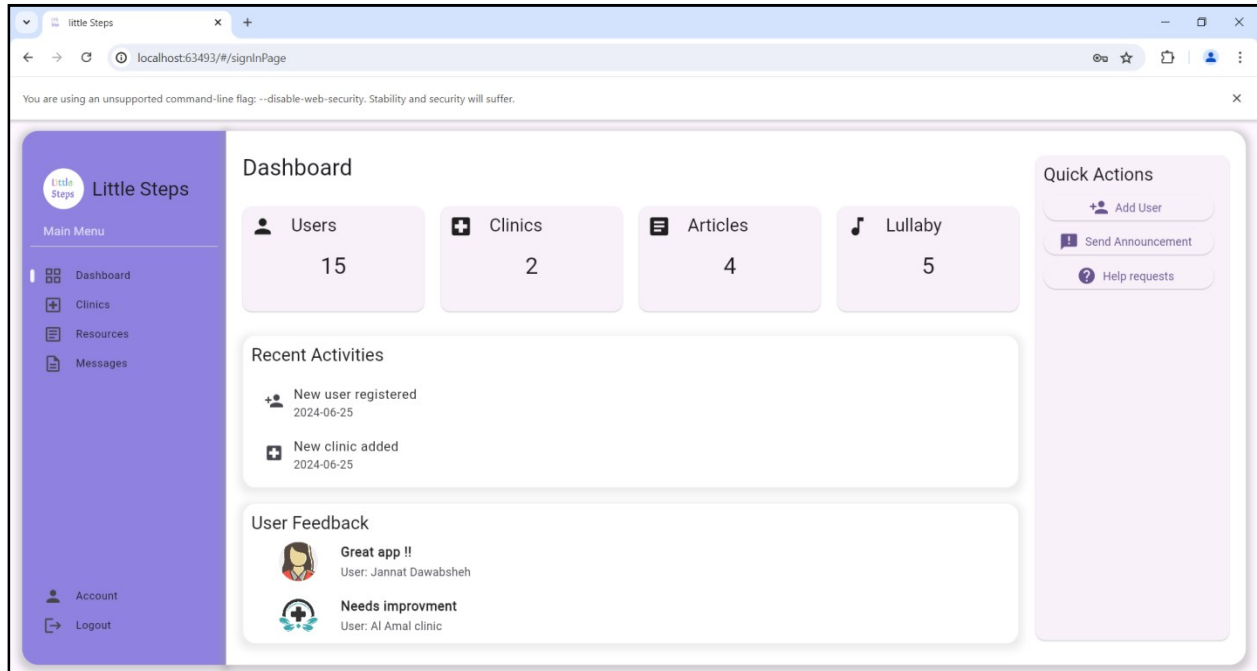 little Steps
localhost:63493/#/signInPage
You are using an unsupported command-line flag: --disable-web-security. Stability and security will suffer.
Little Steps
Little Steps
Main Menu
Dashboard
Clinics
Resources
Messages
Account
Logout
Dashboard
Users
15
Clinics
2
Articles
4
Lullaby
5
Recent Activities
New user registered
2024-06-25
New clinic added
2024-06-25
User Feedback
Great app !!
User: Jannat Dawabsheh
Needs improvment
User: Al Amal clinic
Quick Actions
Add User
Send Announcement
Help requests